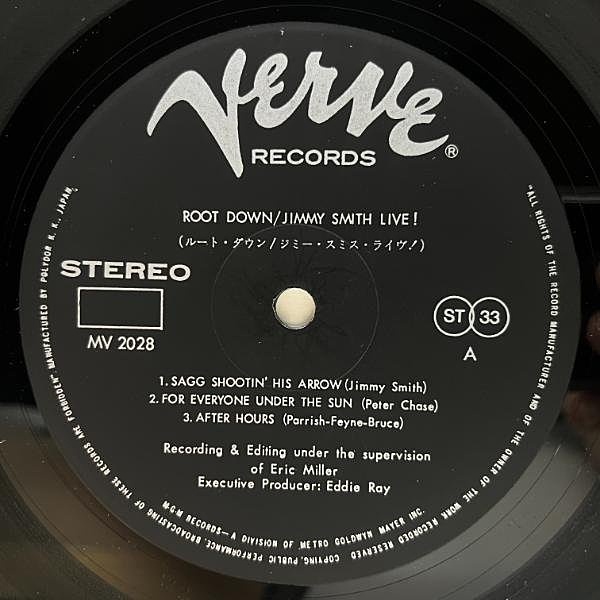 Verve
RECORDS ®
ROOT DOWN/JIMMY SMITH LIVE!
(ルート・ダウン/ジミー・スミス・ライヴ!)
STEREO
MV 2028
ST 33
A
1. SAGG SHOOTIN' HIS ARROW (Jimmy Smith)
2. FOR EVERYONE UNDER THE SUN (Peter Chase)
3. AFTER HOURS (Parrish-Feyne-Bruce)
Recording & Editing under the supervision
of Eric Miller
Executive Producer: Eddie Ray
"ALL RIGHTS OF THE RECORD MANUFACTURER AND OF THE OWNER OF THE WORK RECORDED RESERVED COPYING, PUBLIC PERFORMANCE, BROADCASTING OF THESE RECORDS ARE FORBIDDEN" MANUFACTURED BY POLYDOR K. K., JAPAN
M·G·M RECORDS—A DIVISION OF METRO GOLDWYN MAYER INC.